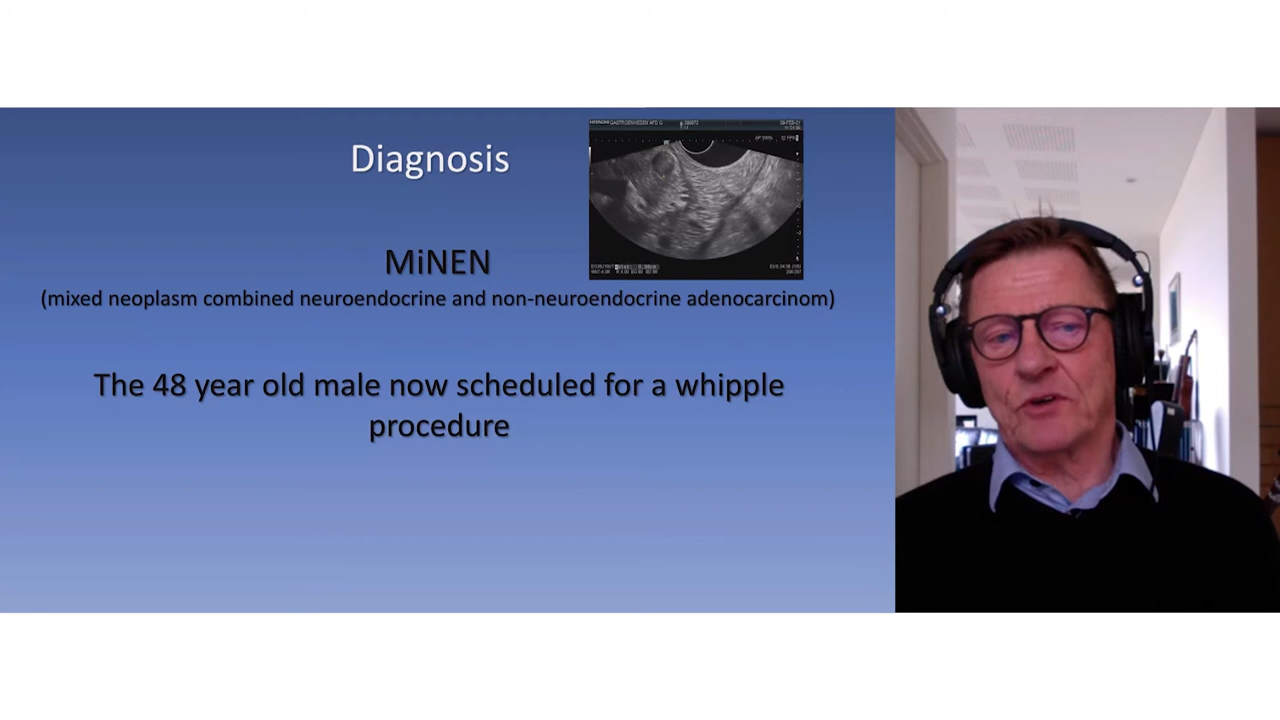 Diagnosis
MiNEN
(mixed neoplasm combined neuroendocrine and non-neuroendocrine adenocarcinom)
The 48 year old male now scheduled for a whipple
procedure